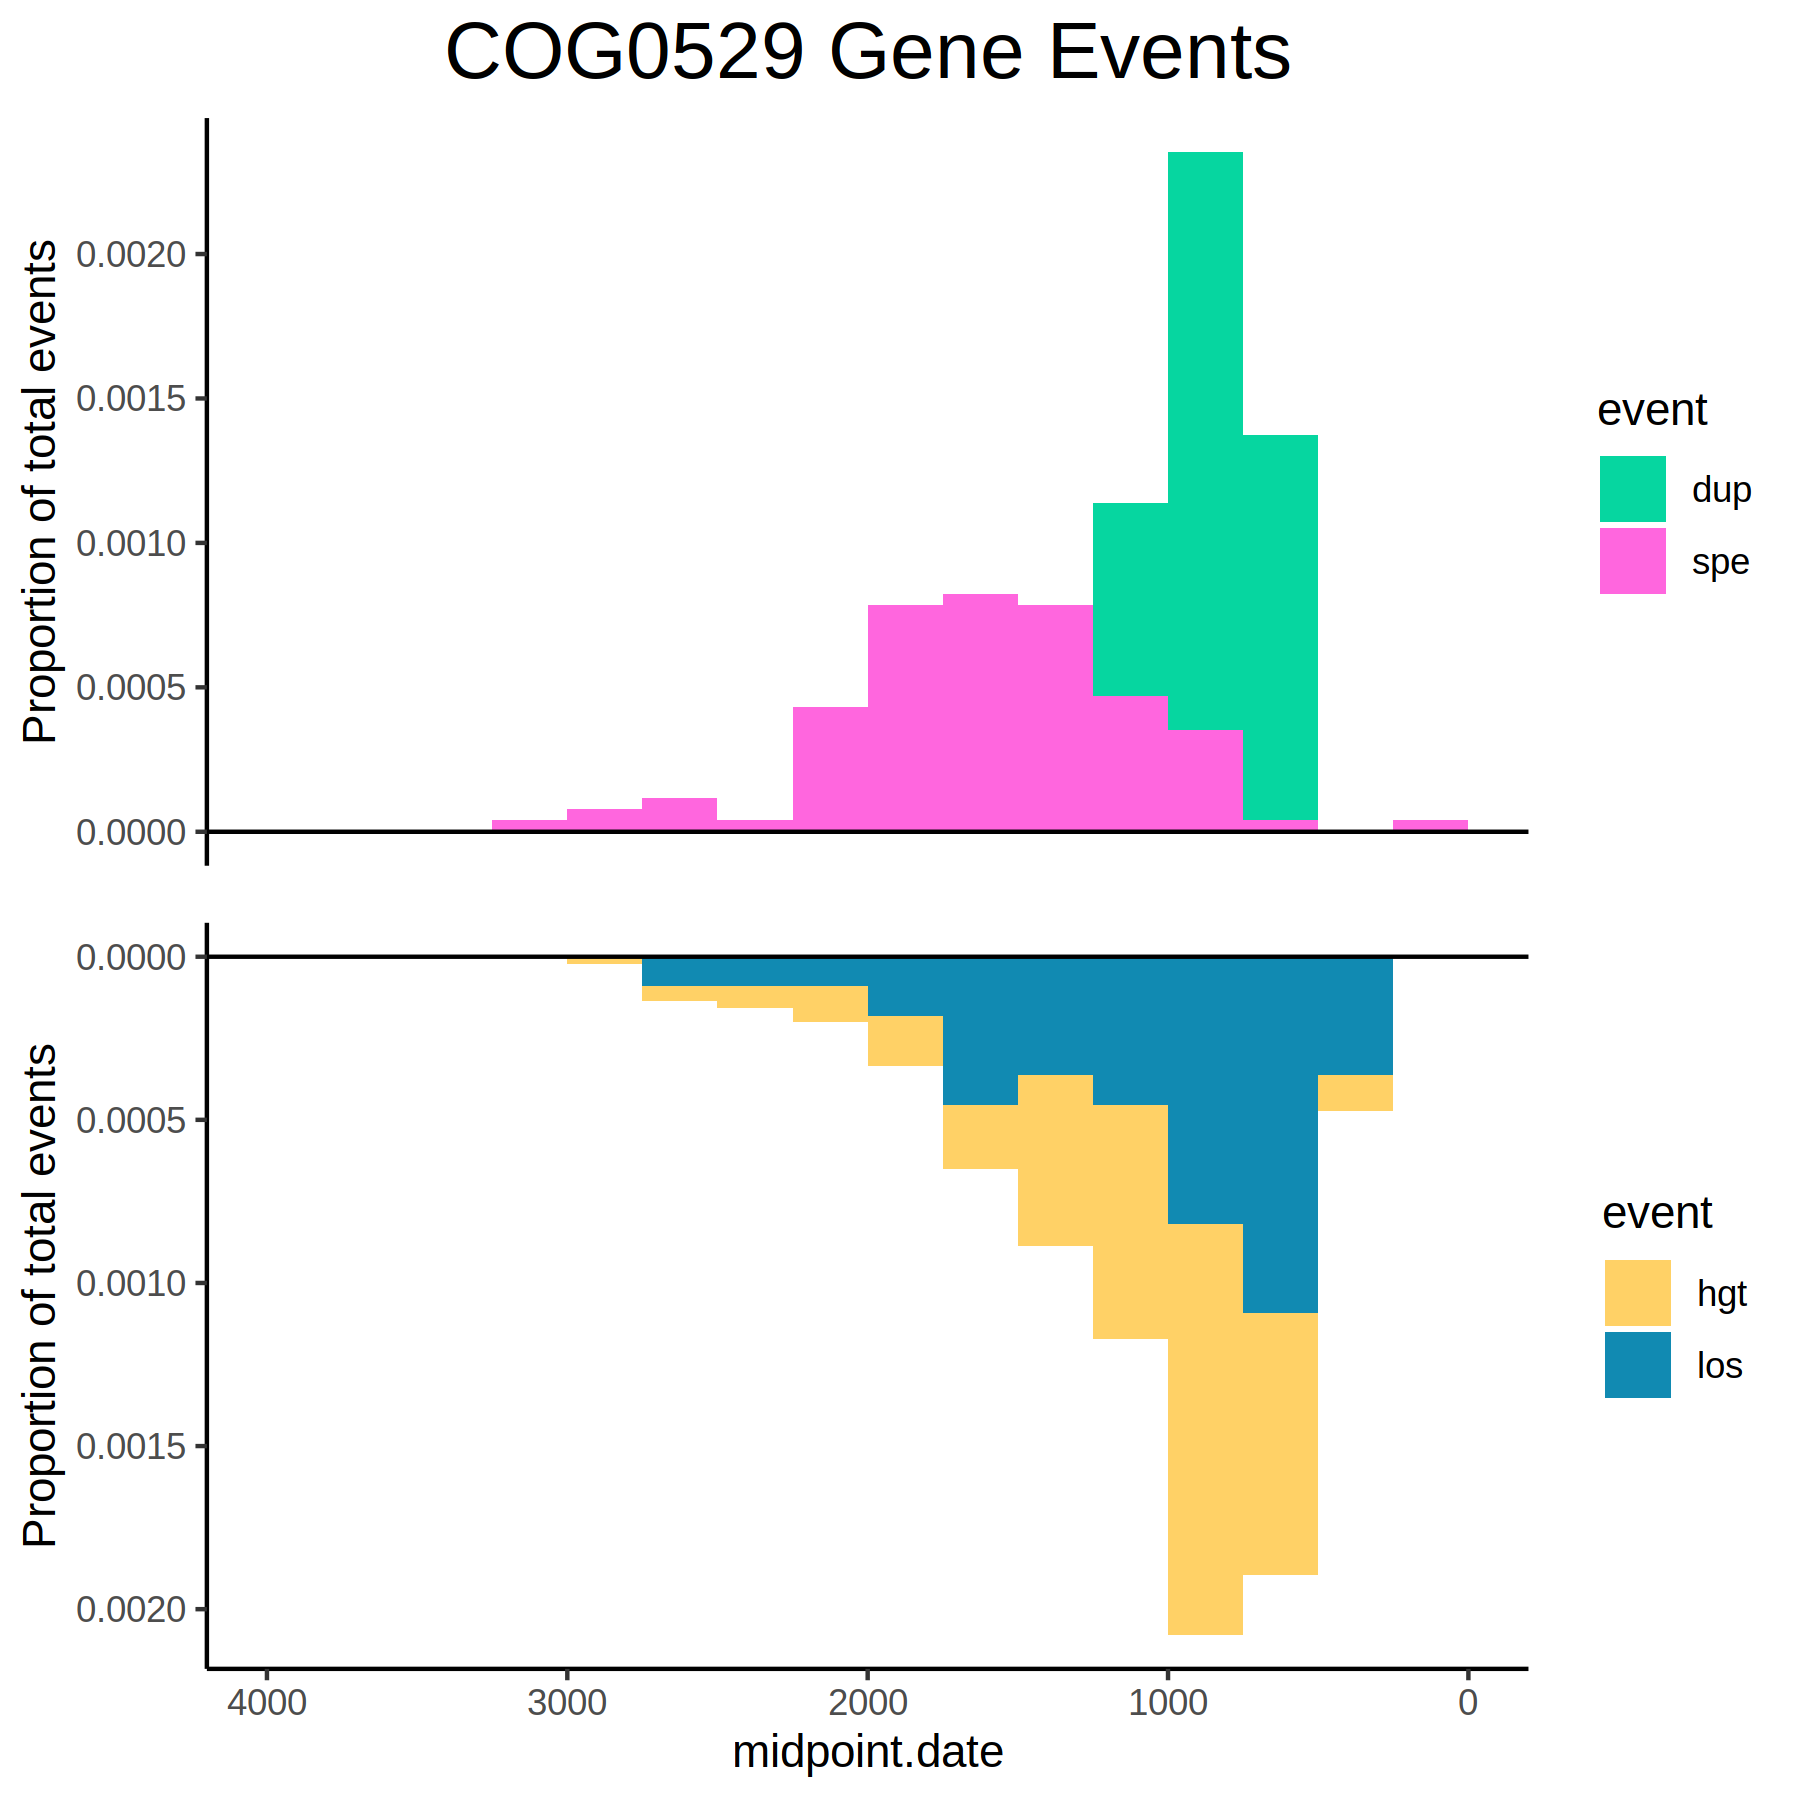 COG0529 Gene Events
Proportion of total events
0.0020
0.0015
0.0010
0.0005
0.0000
event
dup
spe
Proportion of total events
0.0000
0.0005
0.0010
0.0015
0.0020
event
hgt
los
4000 3000 2000 1000 0
midpoint.date